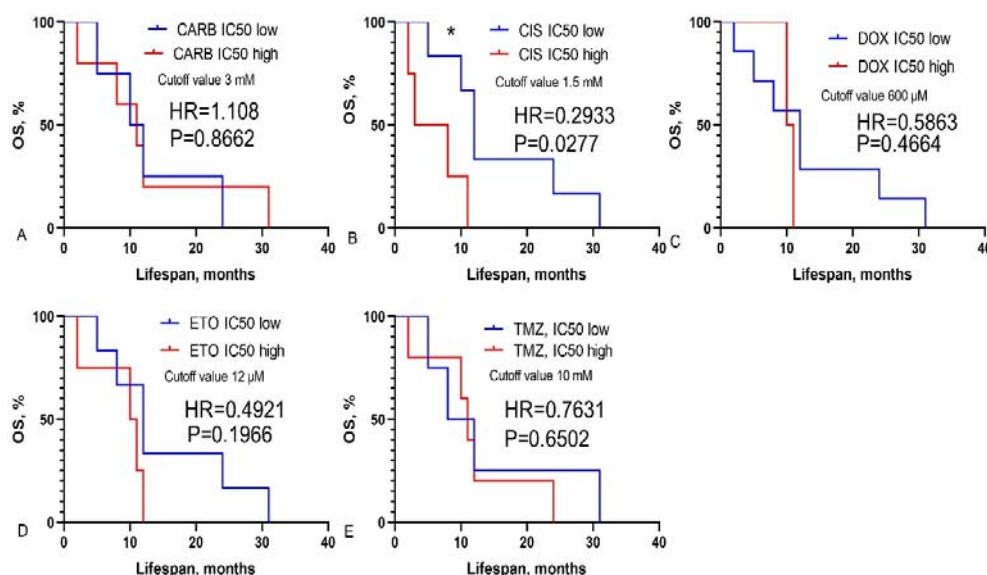 CARB IC50 low
CARB IC50 high
Cutoff value 3 mM
HR=1.108
P=0.8662
OS, %
100
50
0
0 10 20 30 40
A
Lifespan, months
*
CIS IC50 low
CIS IC50 high
Cutoff value 1.5 mM
HR=0.2933
P=0.0277
OS, %
100
50
0
0 10 20 30 40
B
Lifespan, months
DOX IC50 low
DOX IC50 high
Cutoff value 600 µM
HR=0.5863
P=0.4664
OS, %
100
50
0
0 10 20 30 40
C
Lifespan, months
ETO IC50 low
ETO IC50 high
Cutoff value 12 µM
HR=0.4921
P=0.1966
OS, %
100
50
0
0 10 20 30 40
D
Lifespan, months
TMZ, IC50 low
TMZ, IC50 high
Cutoff value 10 mM
HR=0.7631
P=0.6502
OS, %
100
50
0
0 10 20 30 40
E
Lifespan, months